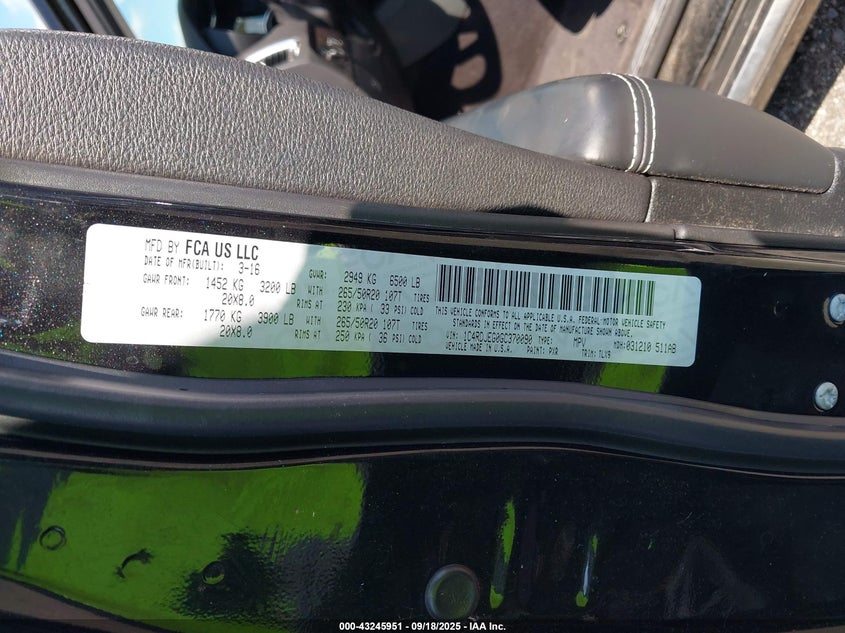 MFD BY FCA US LLC
DATE OF MFR(BUILT): 3-16 GVWR: 2949 KG 6500 LB
GAWR FRONT: 1452 KG 3200 LB WITH 265/50R20 107T TIRES
20X8.0 RIMS AT 230 KPA ( 33 PSI) COLD
GAWR REAR: 1770 KG 3900 LB WITH 265/50R20 107T TIRES
20X8.0 RIMS AT 250 KPA ( 36 PSI) COLD
THIS VEHICLE CONFORMS TO ALL APPLICABLE U.S.A. FEDERAL MOTOR VEHICLE SAFETY
STANDARDS IN EFFECT ON THE DATE OF MANUFACTURE SHOWN ABOVE.
VIN: 1C4RDJEG0GC370090 TYPE: MPV MDH:031210 511AB
VEHICLE MADE IN U.S.A. PAINT: PXR TRIM: TLX9
000-43245951 - 09/18/2025 - IAA Inc.